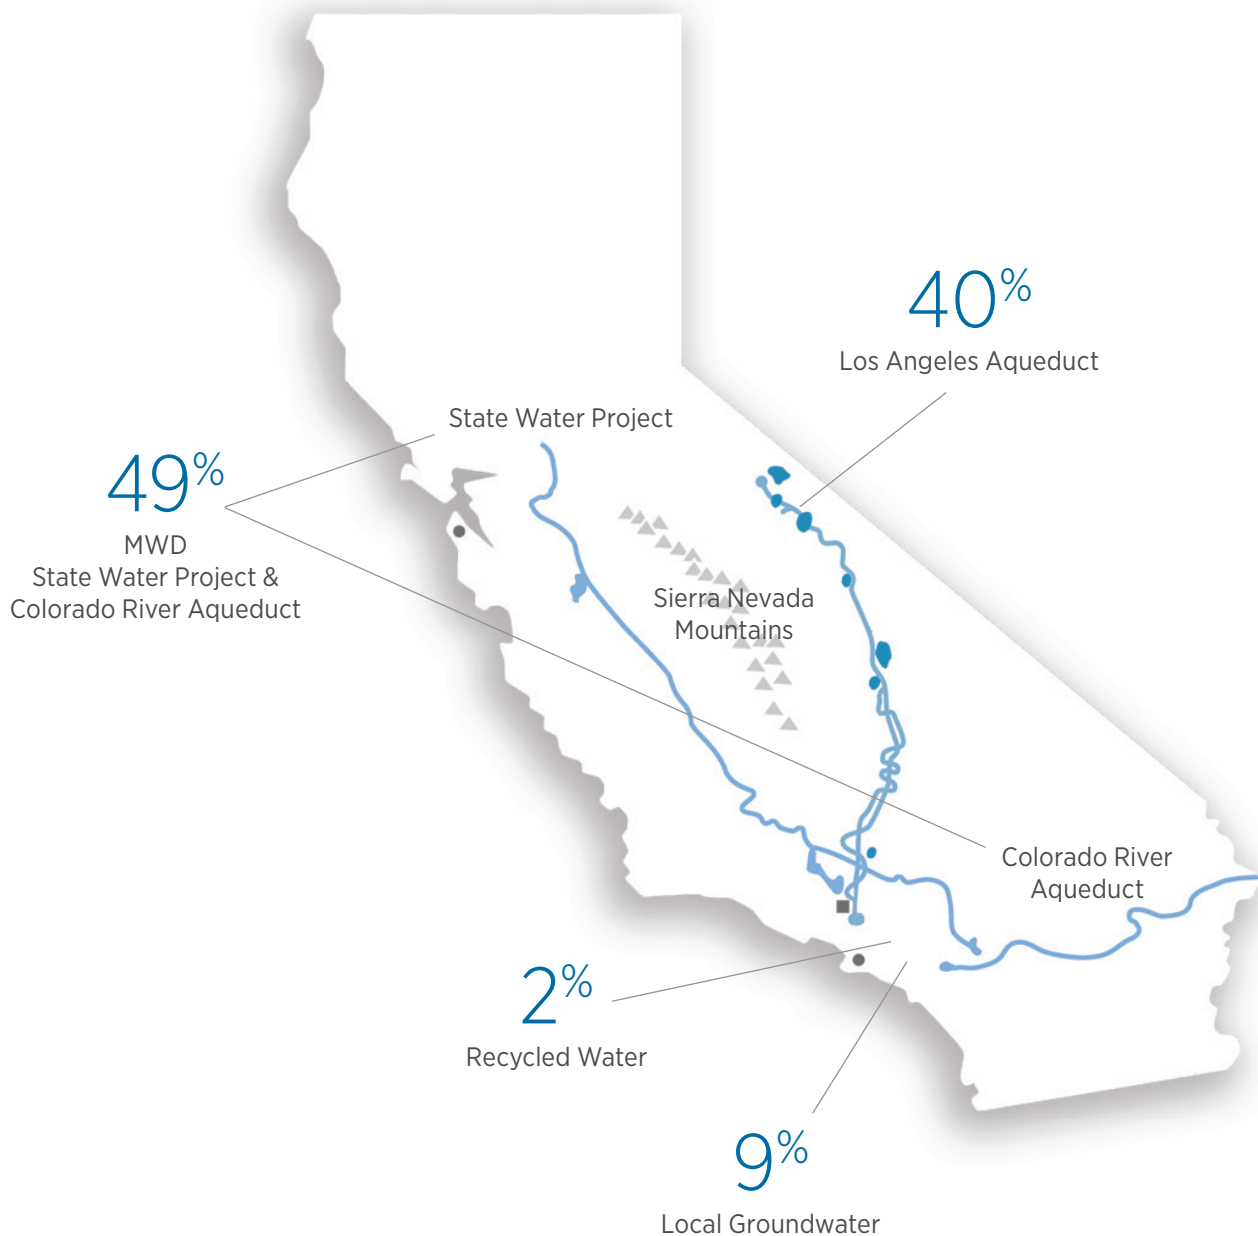 40%
Los Angeles Aqueduct
State Water Project
49%
MWD
State Water Project &
Colorado River Aqueduct
Sierra Nevada
Mountains
Colorado River
Aqueduct
2%
Recycled Water
9%
Local Groundwater